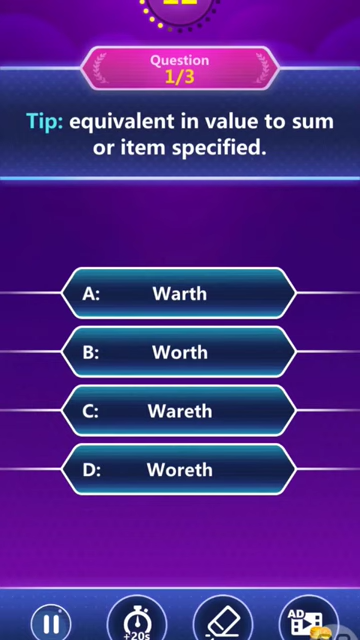 Question
1/3
Tip: equivalent in value to sum
or item specified.
A: Warth
B: Worth
C: Wareth
D: Woreth
+20s
AD